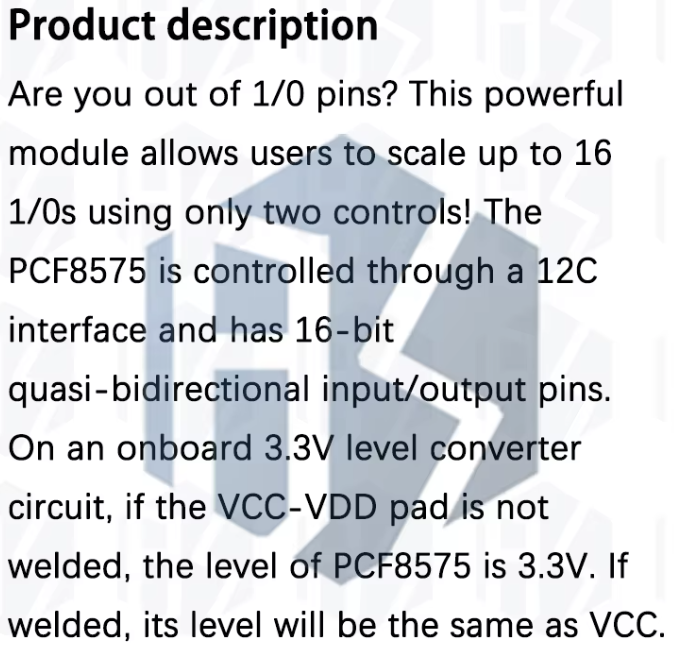 Product description
Are you out of 1/0 pins? This powerful
module allows users to scale up to 16
1/0s using only two controls! The
PCF8575 is controlled through a 12C
interface and has 16-bit
quasi-bidirectional input/output pins.
On an onboard 3.3V level converter
circuit, if the VCC-VDD pad is not
welded, the level of PCF8575 is 3.3V. If
welded, its level will be the same as VCC.